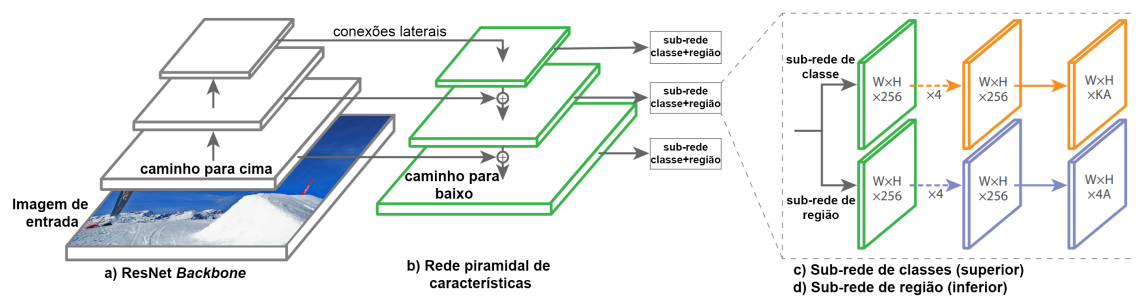 conexões laterais
caminho para cima
Imagem de
entrada
a) ResNet Backbone
caminho para
baixo
b) Rede piramidal de
características
sub-rede
classe+região
sub-rede
classe+região
sub-rede
classe+região
sub-rede de
classe
W×H
×256
×4
W×H
×256
W×H
×KA
sub-rede de
região
W×H
×256
×4
W×H
×256
W×H
×4A
c) Sub-rede de classes (superior)
d) Sub-rede de região (inferior)